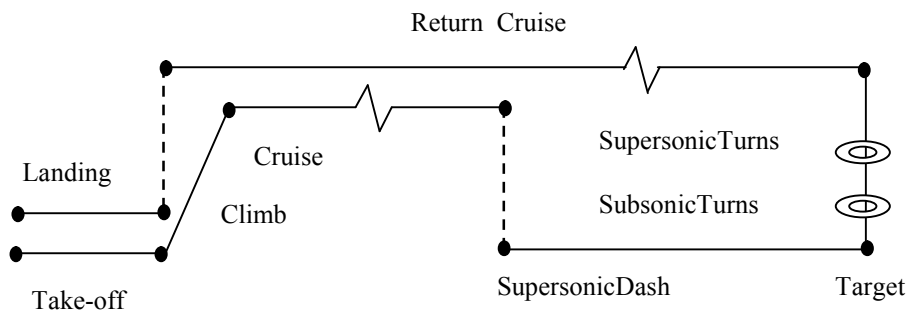 Return Cruise
SupersonicTurns
Cruise
Landing
SubsonicTurns
Climb
SupersonicDash
Target
Take-off